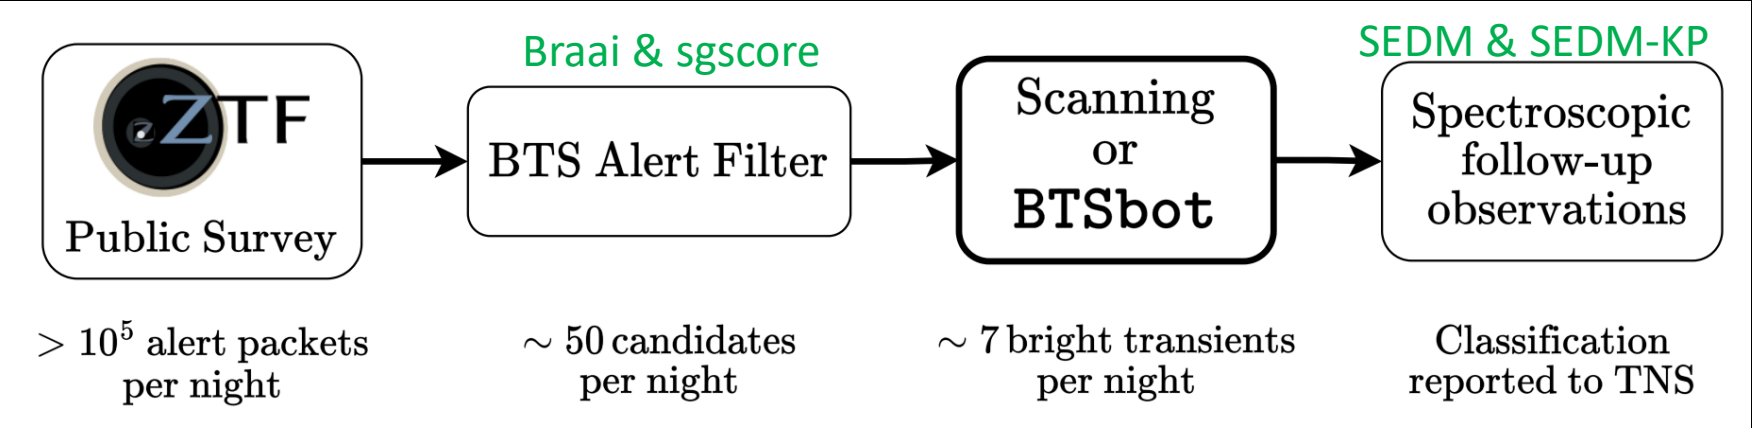 Braai & sgscore
SEDM & SEDM-KP
z ZTF
Public Survey
BTS Alert Filter
Scanning
or
BTSbot
Spectroscopic
follow-up
observations
> 10⁵ alert packets
per night
~ 50 candidates
per night
~ 7 bright transients
per night
Classification
reported to TNS